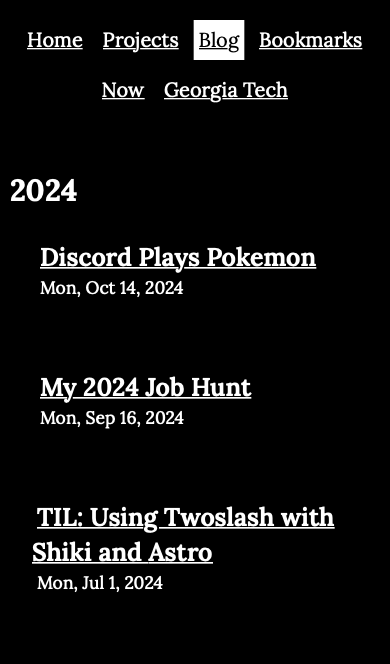 Home Projects Blog Bookmarks
Now Georgia Tech
2024
Discord Plays Pokemon
Mon, Oct 14, 2024
My 2024 Job Hunt
Mon, Sep 16, 2024
TIL: Using Twoslash with
Shiki and Astro
Mon, Jul 1, 2024